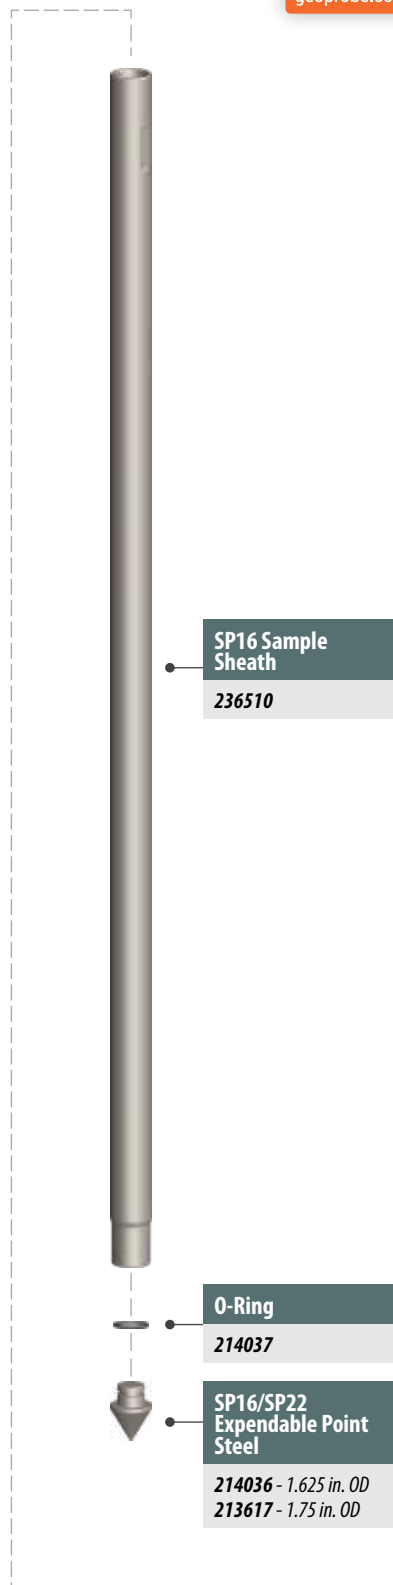 SP16 Sample
Sheath
236510
O-Ring
214037
SP16/SP22
Expendable Point
Steel
214036 - 1.625 in. OD
213617 - 1.75 in. OD